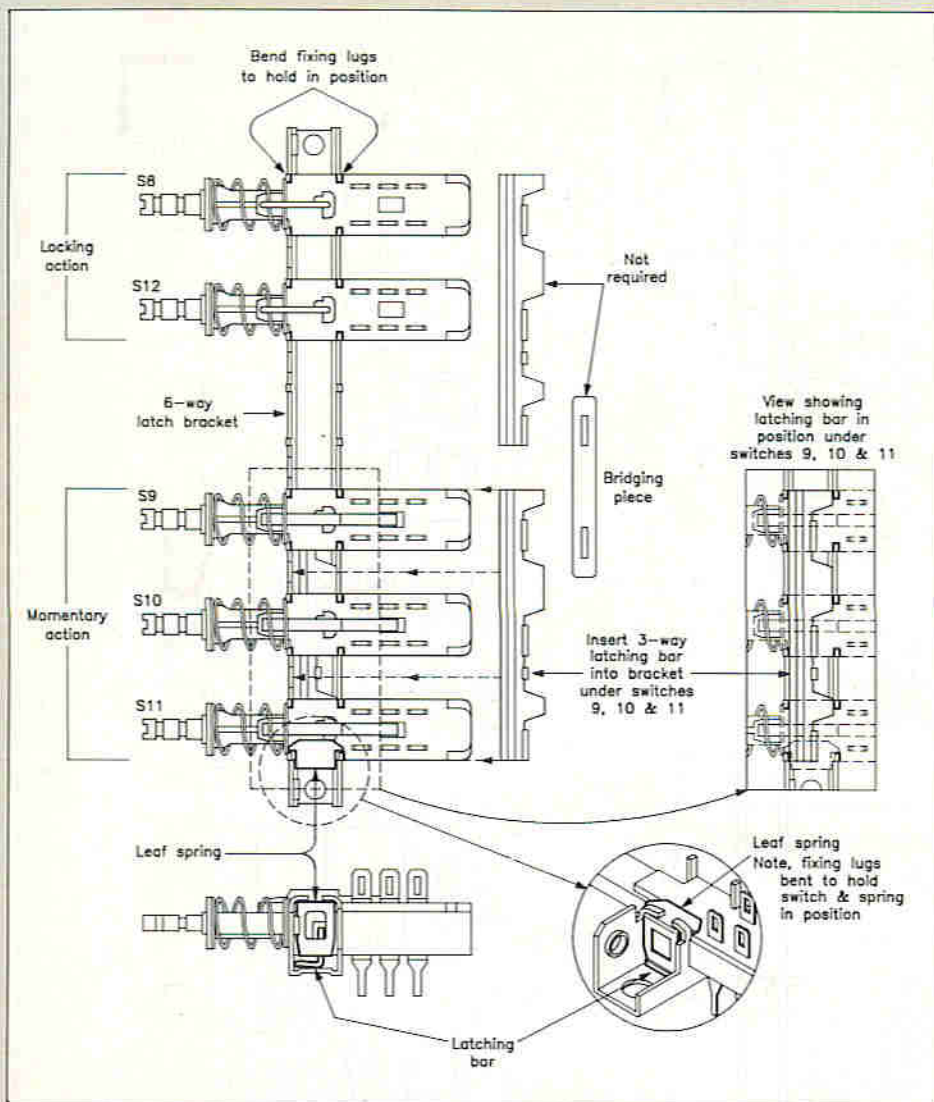 Bend fixing lugs
to hold in position
S8
Locking
action
S12
Not
required
6-way
latch bracket
View showing
latching bar in
position under
switches 9, 10 & 11
S9
Bridging
piece
S10
Momentary
action
Insert 3-way
latching bar
into bracket
under switches
9, 10 & 11
S11
Leaf spring
Leaf spring
Note, fixing lugs
bent to hold
switch & spring
in position
Latching
bar